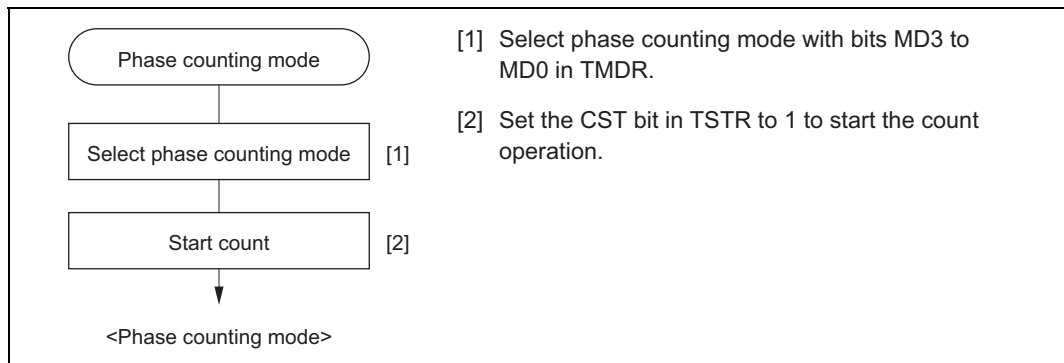 Phase counting mode
Select phase counting mode [1]
Start count [2]
<Phase counting mode>
[1] Select phase counting mode with bits MD3 to
MD0 in TMDR.
[2] Set the CST bit in TSTR to 1 to start the count
operation.